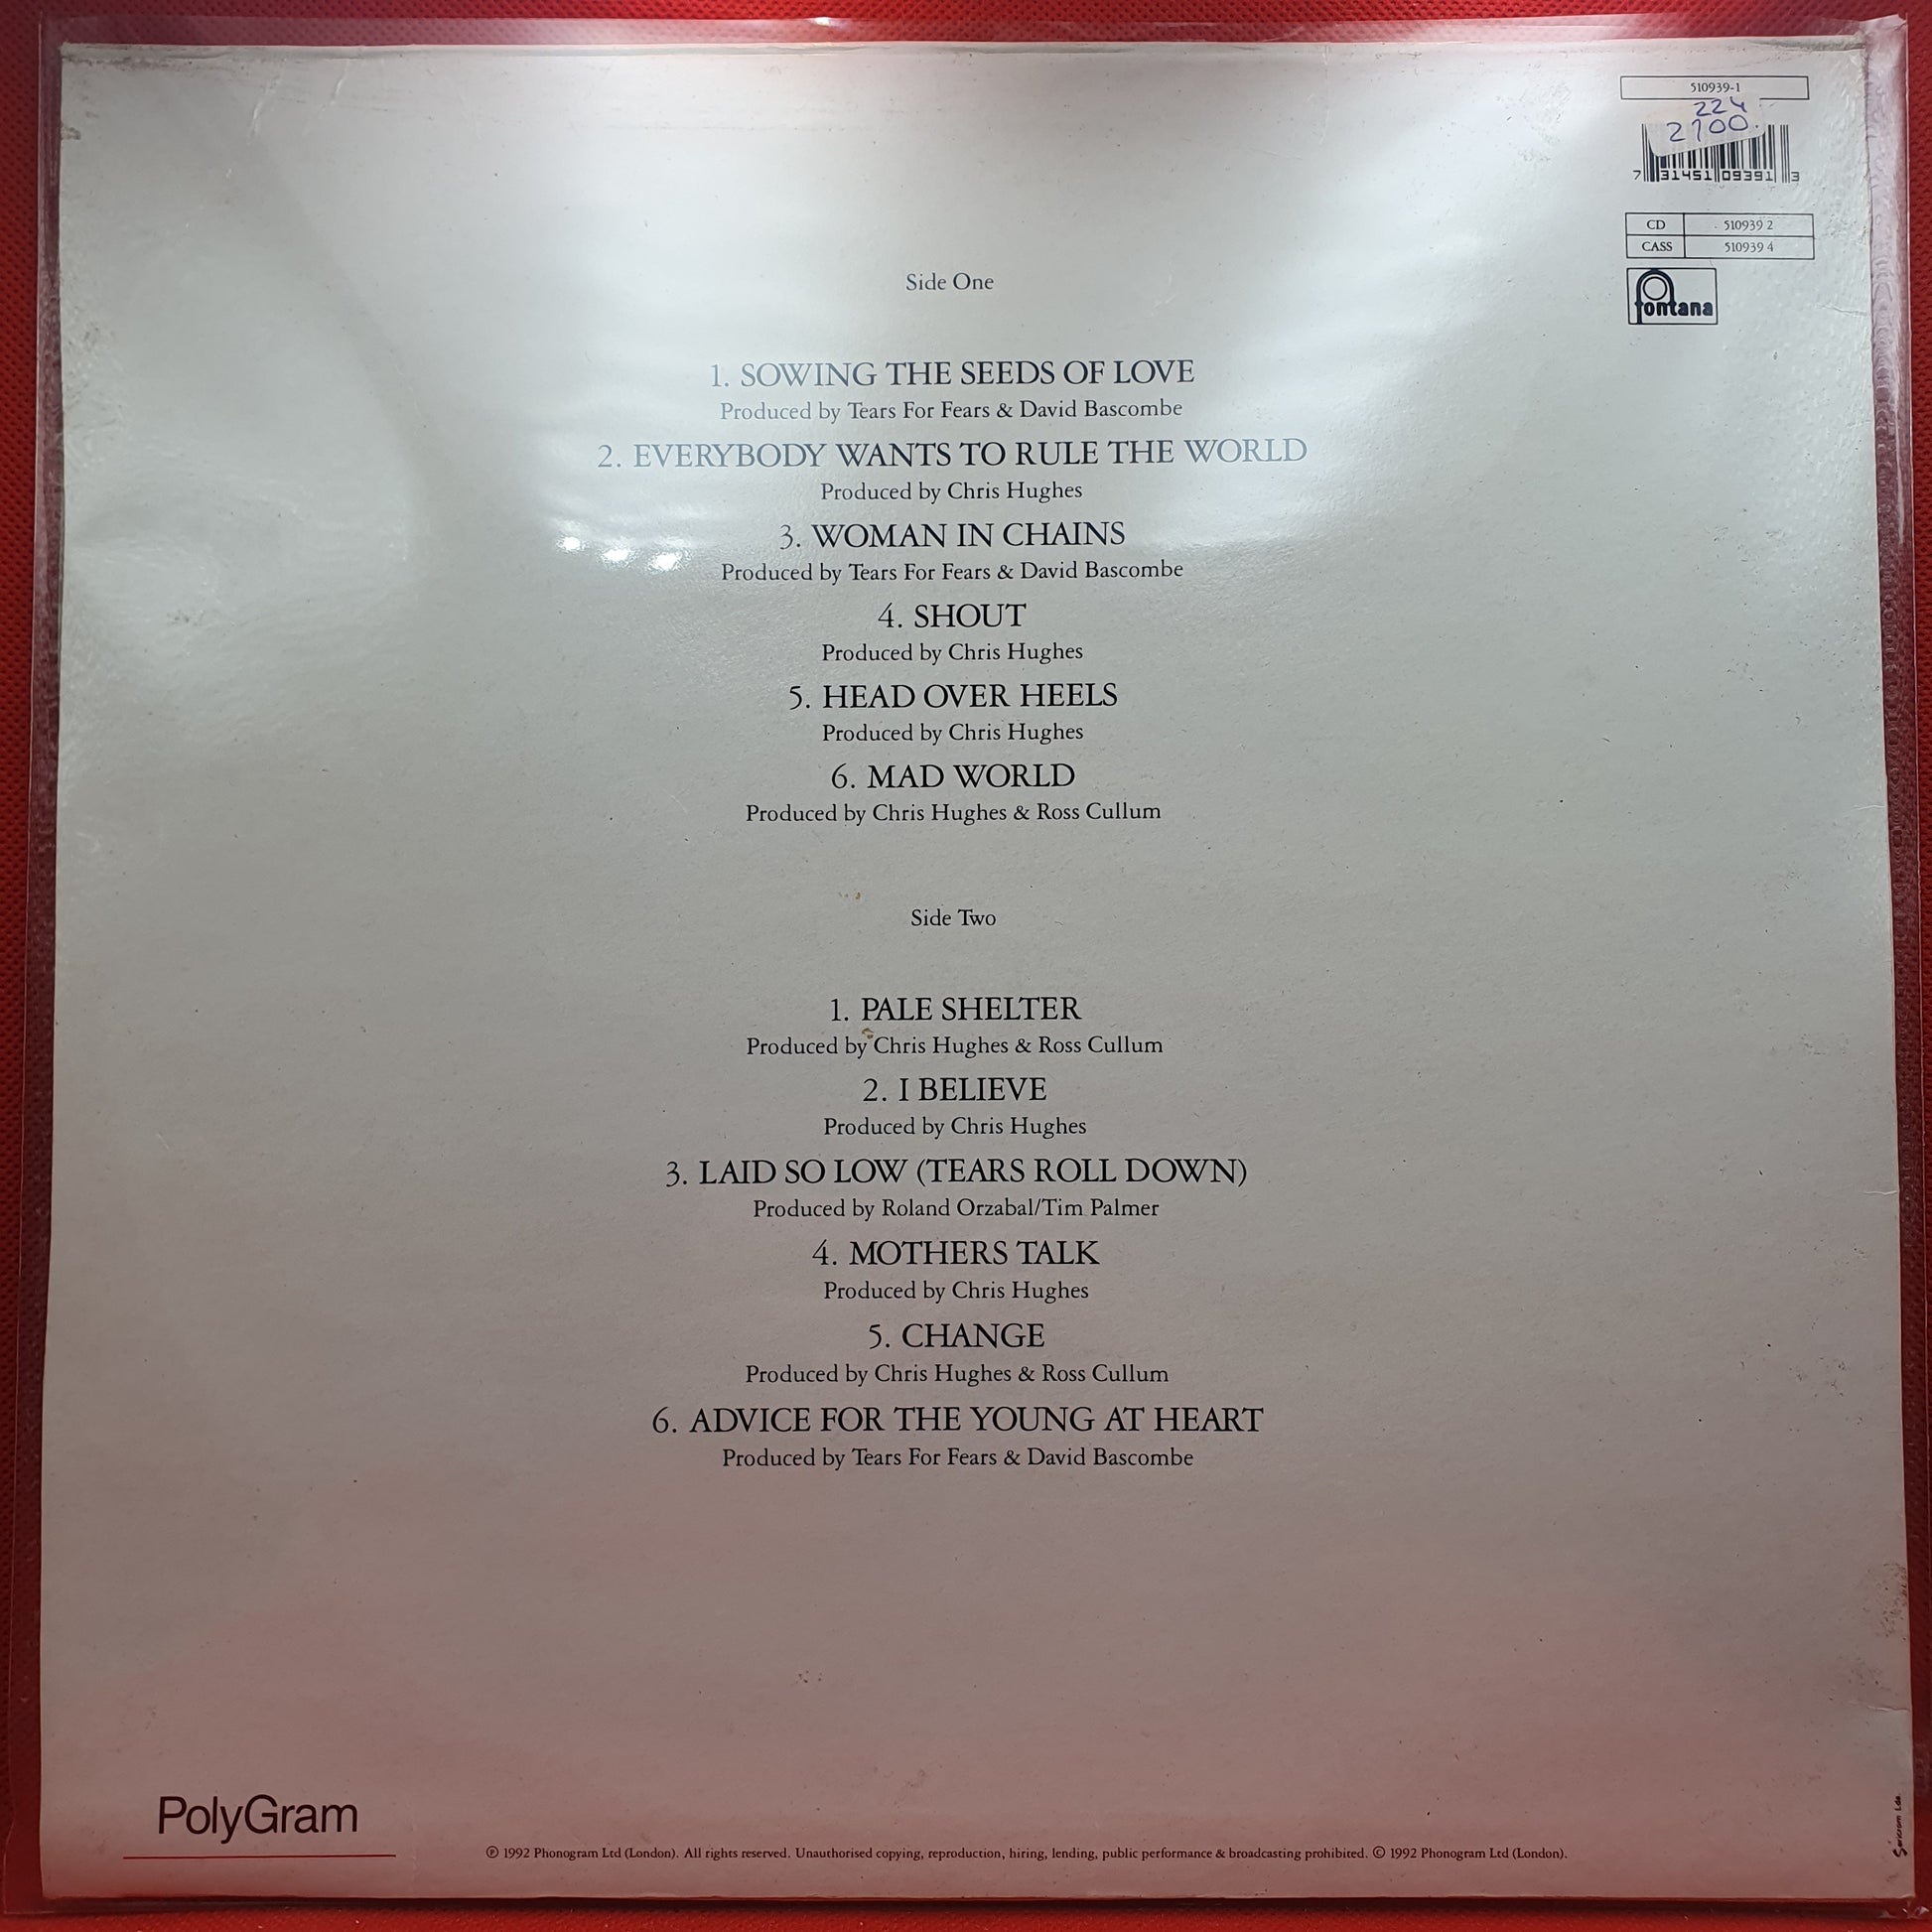 510939-1
224
2700.
7 31451 09391 3
CD 510939 2
CASS 510939 4
fontana
Side One
1. SOWING THE SEEDS OF LOVE
Produced by Tears For Fears & David Bascombe
2. EVERYBODY WANTS TO RULE THE WORLD
Produced by Chris Hughes
3. WOMAN IN CHAINS
Produced by Tears For Fears & David Bascombe
4. SHOUT
Produced by Chris Hughes
5. HEAD OVER HEELS
Produced by Chris Hughes
6. MAD WORLD
Produced by Chris Hughes & Ross Cullum
Side Two
1. PALE SHELTER
Produced by Chris Hughes & Ross Cullum
2. I BELIEVE
Produced by Chris Hughes
3. LAID SO LOW (TEARS ROLL DOWN)
Produced by Roland Orzabal/Tim Palmer
4. MOTHERS TALK
Produced by Chris Hughes
5. CHANGE
Produced by Chris Hughes & Ross Cullum
6. ADVICE FOR THE YOUNG AT HEART
Produced by Tears For Fears & David Bascombe
PolyGram
℗ 1992 Phonogram Ltd (London). All rights reserved. Unauthorised copying, reproduction, hiring, lending, public performance & broadcasting prohibited. © 1992 Phonogram Ltd (London).
Sericrom Lda.